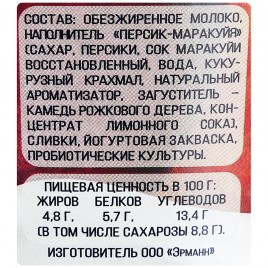 СОСТАВ: ОБЕЗЖИРЕННОЕ МОЛОКО,
НАПОЛНИТЕЛЬ «ПЕРСИК-МАРАКУЙЯ»
(САХАР, ПЕРСИКИ, СОК МАРАКУЙИ
ВОССТАНОВЛЕННЫЙ, ВОДА, КУКУ-
РУЗНЫЙ КРАХМАЛ, НАТУРАЛЬНЫЙ
АРОМАТИЗАТОР, ЗАГУСТИТЕЛЬ –
КАМЕДЬ РОЖКОВОГО ДЕРЕВА, КОН-
ЦЕНТРАТ ЛИМОННОГО СОКА),
СЛИВКИ, ЙОГУРТОВАЯ ЗАКВАСКА,
ПРОБИОТИЧЕСКИЕ КУЛЬТУРЫ.
ПИЩЕВАЯ ЦЕННОСТЬ В 100 Г:
ЖИРОВ БЕЛКОВ УГЛЕВОДОВ
4,8 Г, 5,7 Г, 13,4 Г
(В ТОМ ЧИСЛЕ САХАРОЗЫ 8,8 Г).
ИЗГОТОВИТЕЛЬ ООО «ЭРМАНН»